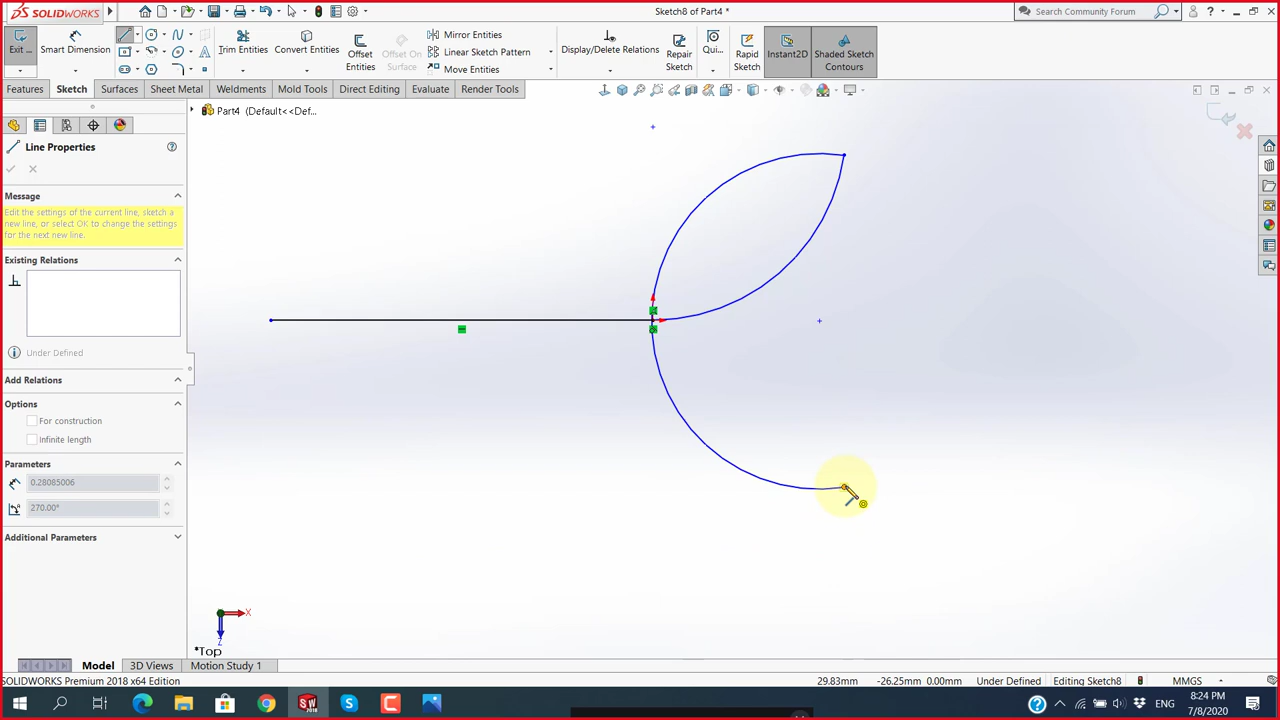 SOLIDWORKS
Sketch8 of Part4 *
Search Community Forum
Exit ...
Smart Dimension
Trim Entities
Convert Entities
Offset Entities
Offset On Surface
Mirror Entities
Linear Sketch Pattern
Move Entities
Display/Delete Relations
Repair Sketch
Qui...
Rapid Sketch
Instant2D
Shaded Sketch Contours
Features
Sketch
Surfaces
Sheet Metal
Weldments
Mold Tools
Direct Editing
Evaluate
Render Tools
Part4 (Default<<Def...
Line Properties
Message
Edit the settings of the current line, sketch a
new line, or select OK to change the settings
for the next new line.
Existing Relations
Under Defined
Add Relations
Options
For construction
Infinite length
Parameters
0.28085006
270.00°
Additional Parameters
X
Z
*Top
Model
3D Views
Motion Study 1
SOLIDWORKS Premium 2018 x64 Edition
29.83mm
-26.25mm
0.00mm
Under Defined
Editing Sketch8
MMGS
ENG
8:24 PM
7/8/2020